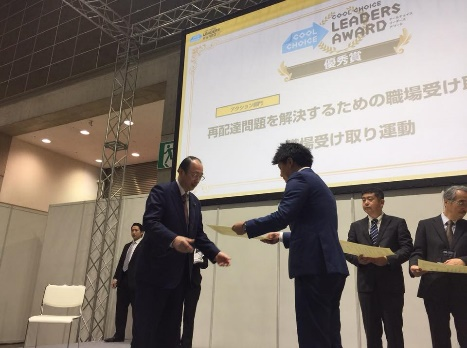 COOL CHOICE
LEADERS
AWARD
COOL
CHOICE
優秀賞
アクション部門
再配達問題を解決するための職場受け取
職場受け取り運動